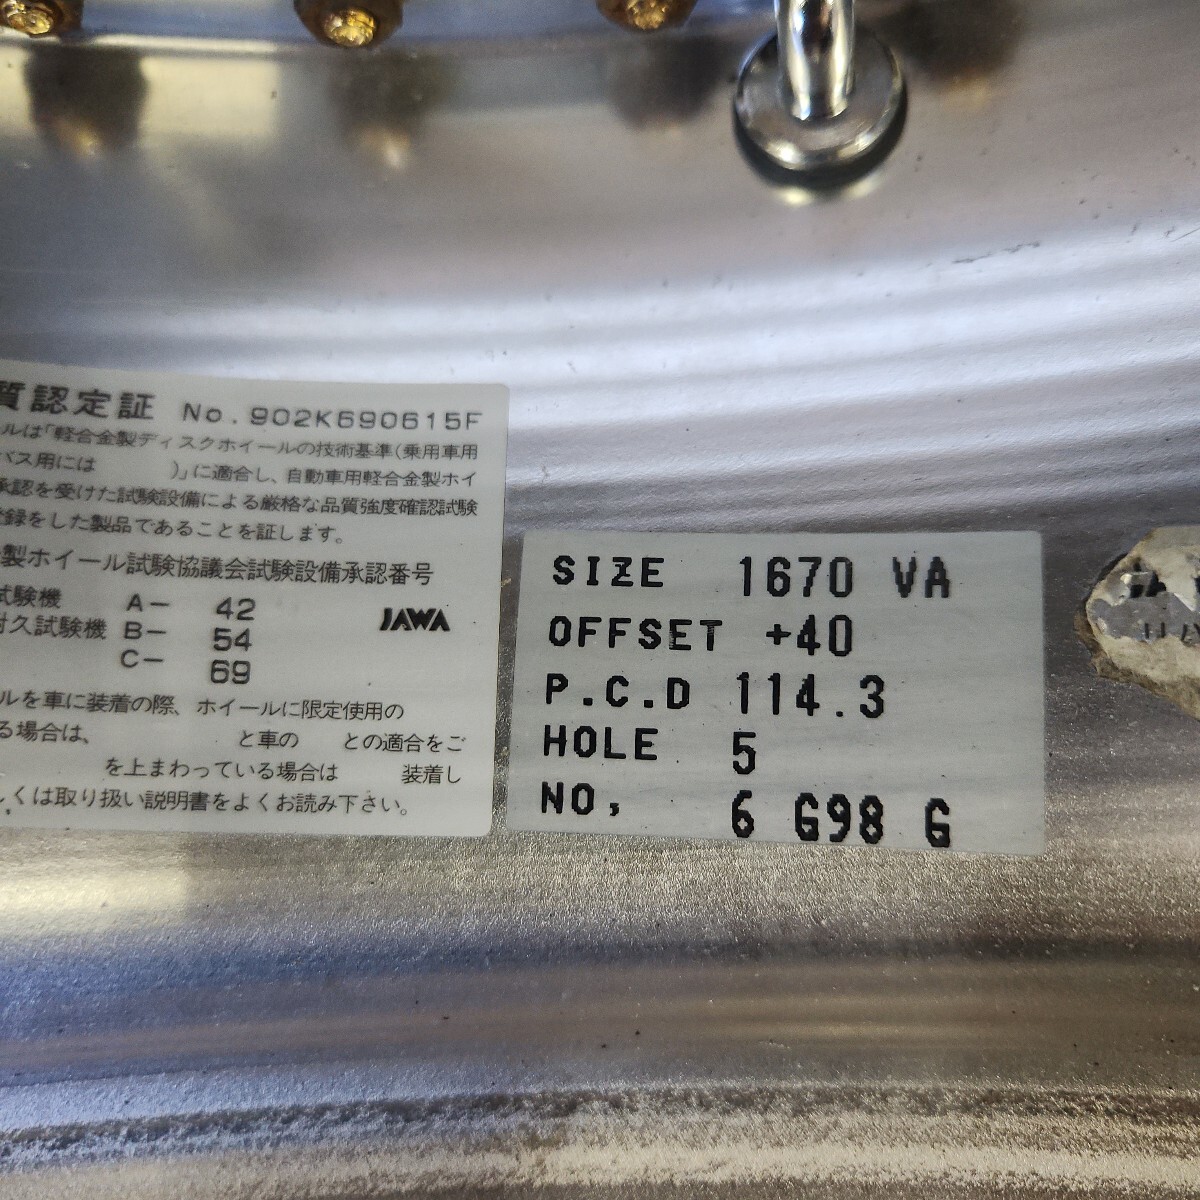 質認定証 No.902K690615F
ルは「軽合金製ディスクホイールの技術基準(乗用車用
バス用には )」に適合し、自動車用軽合金製ホイ
承認を受けた試験設備による厳格な品質強度確認試験
登録をした製品であることを証します。
製ホイール試験協議会試験設備承認番号
試験機 A- 42
耐久試験機 B- 54
C- 69
JAWA
ルを車に装着の際、ホイールに限定使用の
る場合は、 と車の との適合をご
を上まわっている場合は 装着し
しくは取り扱い説明書をよくお読み下さい。
SIZE 1670 VA
OFFSET +40
P.C.D 114.3
HOLE 5
NO, 6 G98 G